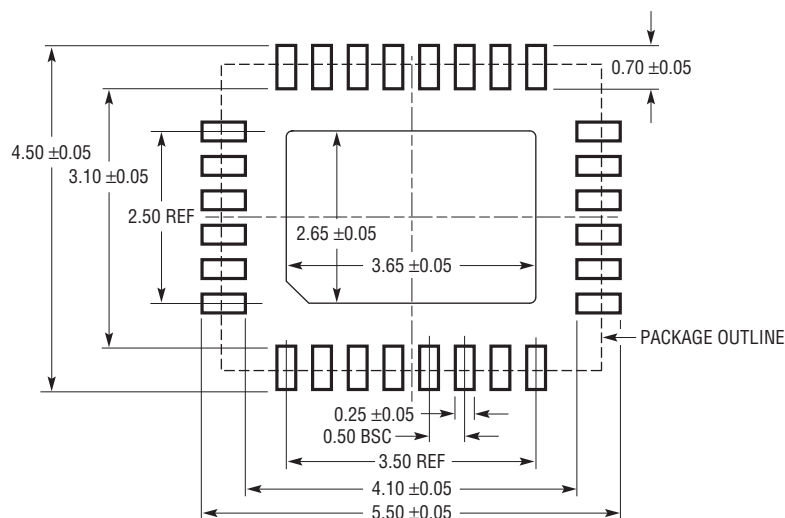 0.70 ±0.05
4.50 ±0.05
3.10 ±0.05
2.50 REF
2.65 ±0.05
3.65 ±0.05
PACKAGE OUTLINE
0.25 ±0.05
0.50 BSC
3.50 REF
4.10 ±0.05
5.50 ±0.05